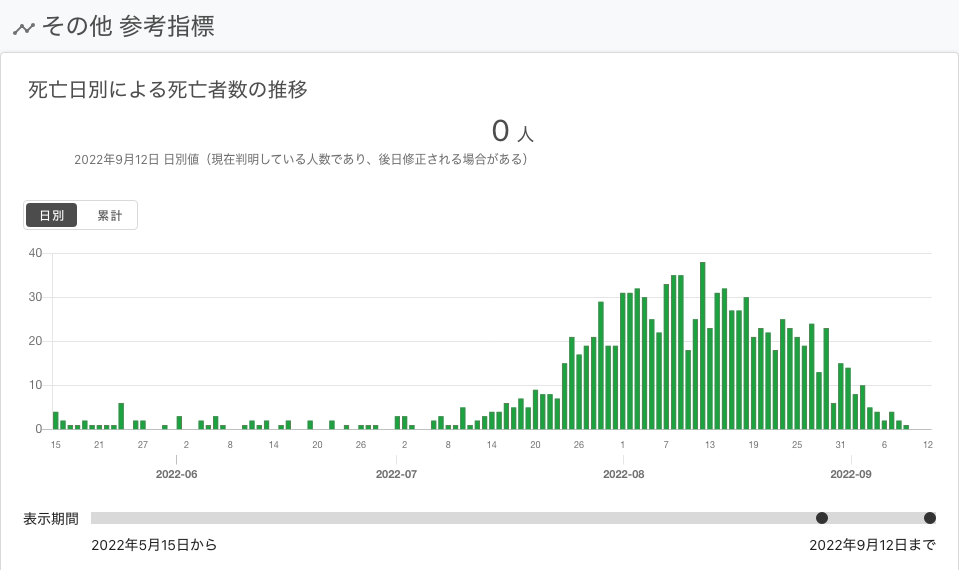 その他 参考指標
死亡日別による死亡者数の推移
0 人
2022年9月12日 日別値（現在判明している人数であり、後日修正される場合がある）
日別 累計
40
30
20
10
0
15 21 27 2 8 14 20 26 2 8 14 20 26 1 7 13 19 25 31 6 12
2022-06 2022-07 2022-08 2022-09
表示期間
2022年5月15日から 2022年9月12日まで